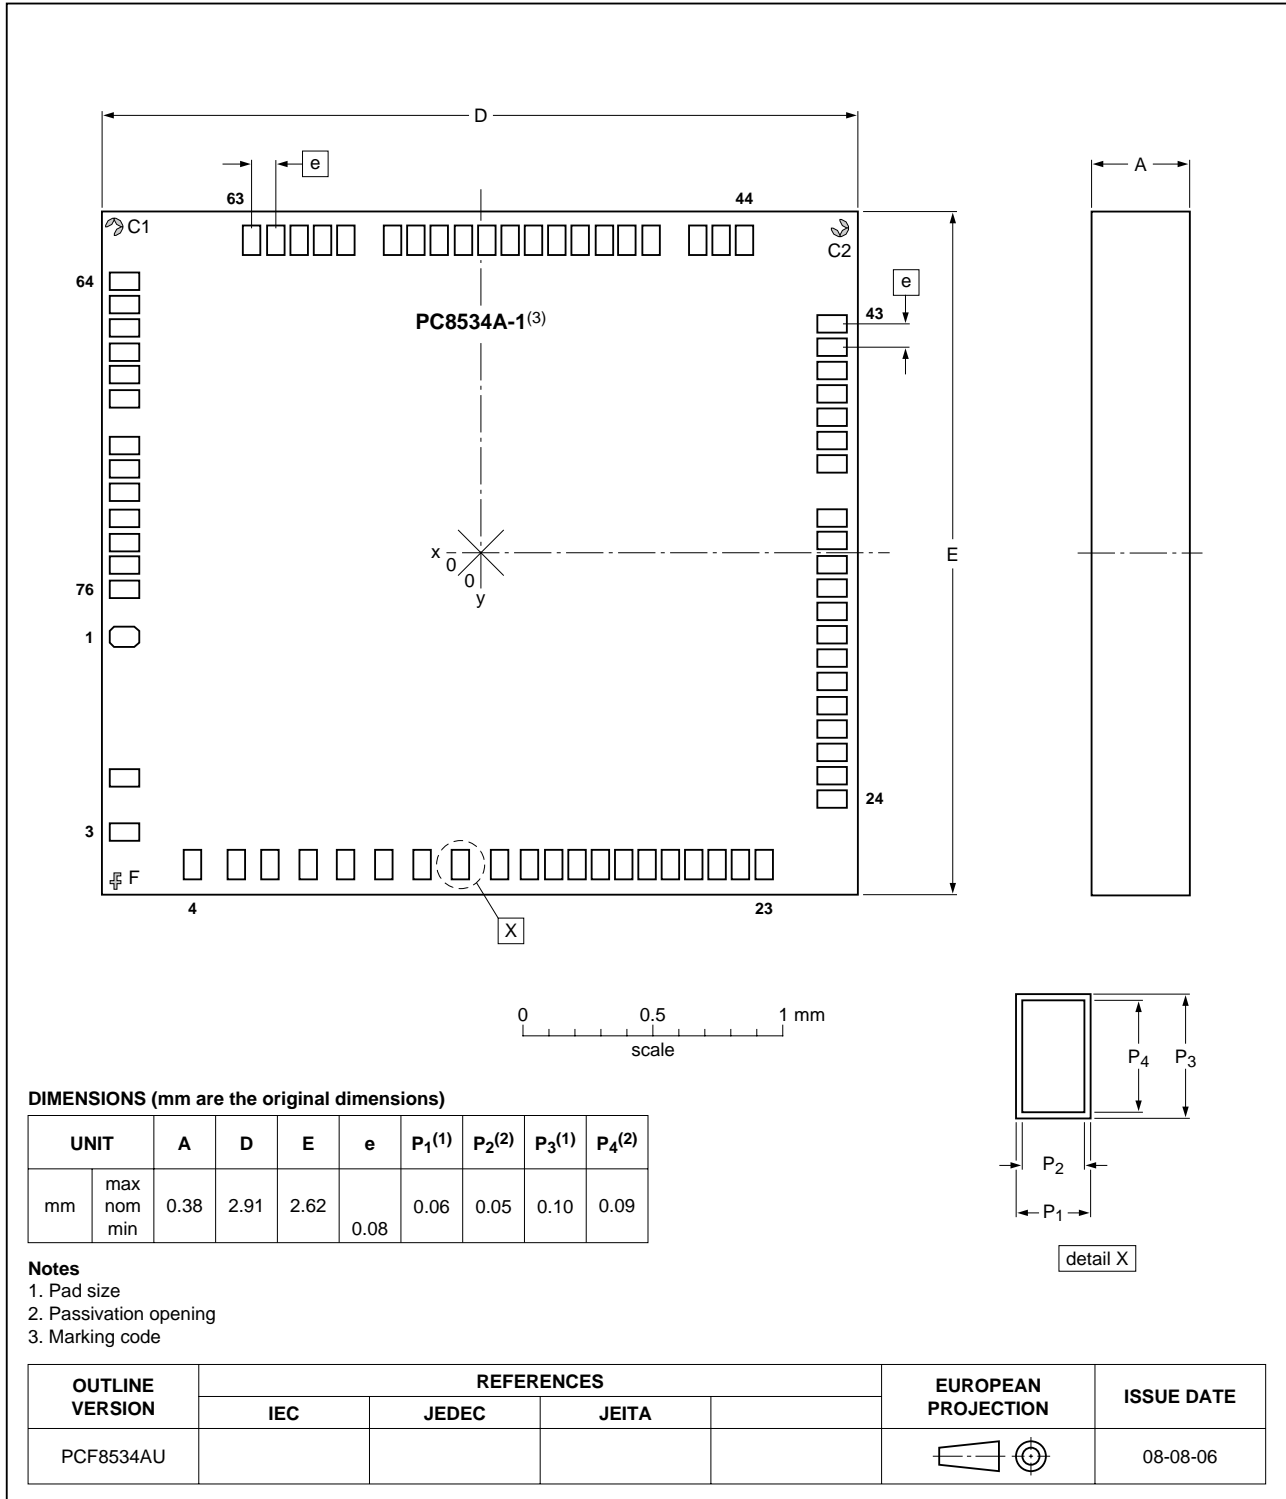 D
A
e
63
44
C1
C2
64
e
43
PC8534A-1(3)
x
0
0
y
E
76
1
3
24
F
4
23
X
0 0.5 1 mm
scale
P4 P3
P2
P1
detail X
DIMENSIONS (mm are the original dimensions)
UNIT A D E e P1(1) P2(2) P3(1) P4(2)
mm max nom min 0.38 2.91 2.62 0.08 0.06 0.05 0.10 0.09
Notes
1. Pad size
2. Passivation opening
3. Marking code
OUTLINE VERSION REFERENCES EUROPEAN PROJECTION ISSUE DATE
IEC JEDEC JEITA
PCF8534AU 08-08-06